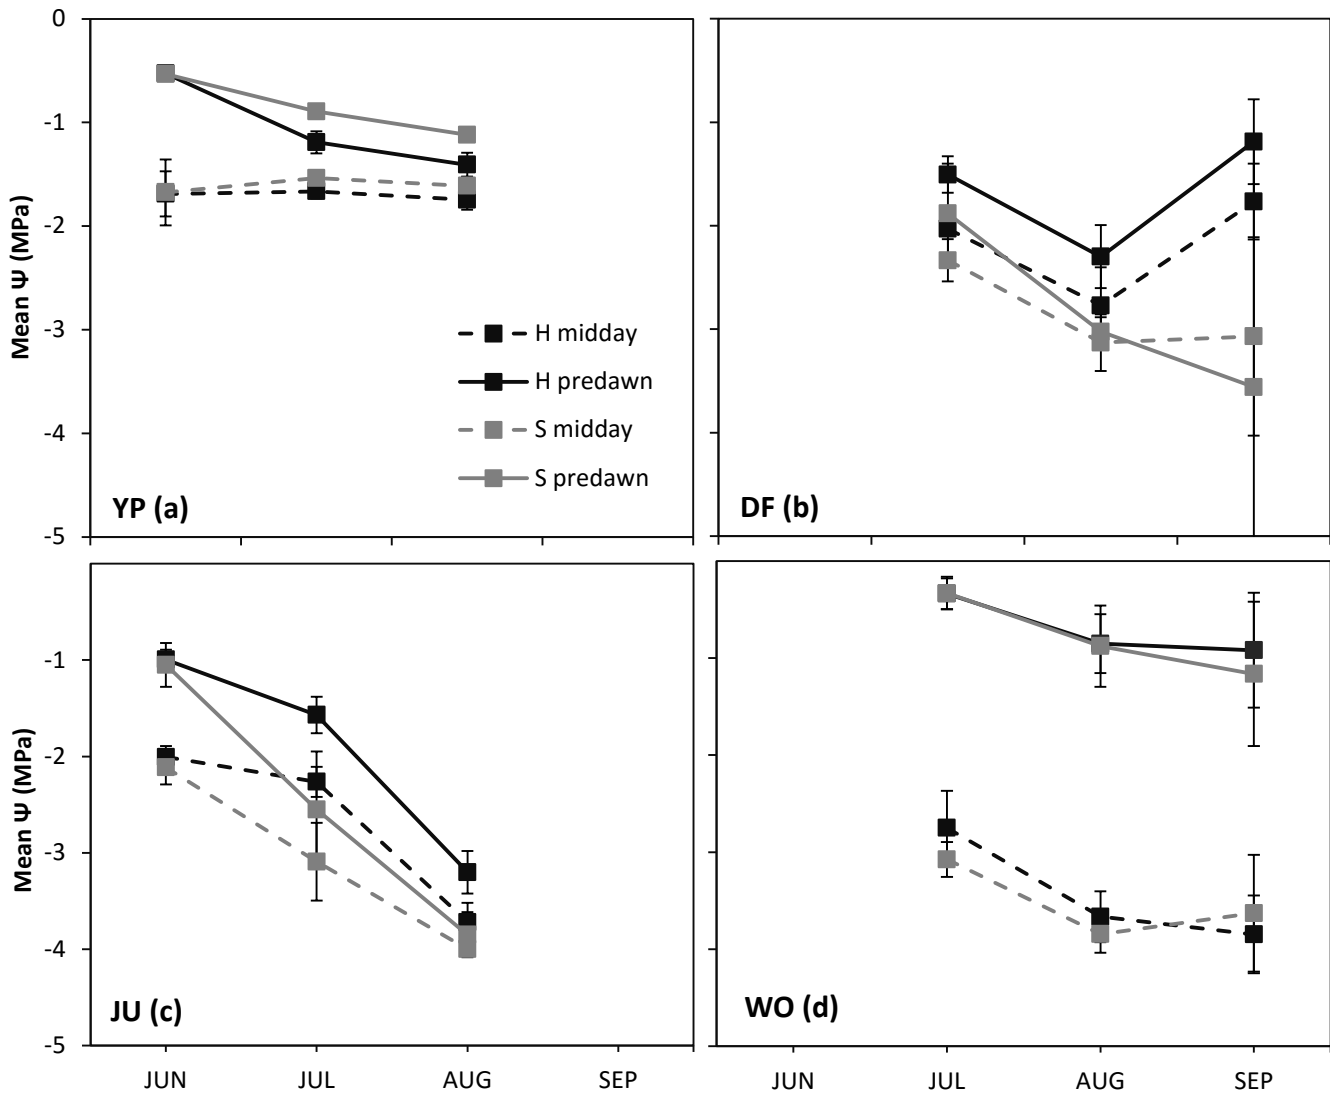 0
-1
-2
-3
-4
-5
Mean Ψ (MPa)
H midday
H predawn
S midday
S predawn
YP (a)
DF (b)
-1
-2
-3
-4
-5
Mean Ψ (MPa)
JU (c)
WO (d)
JUN JUL AUG SEP
JUN JUL AUG SEP